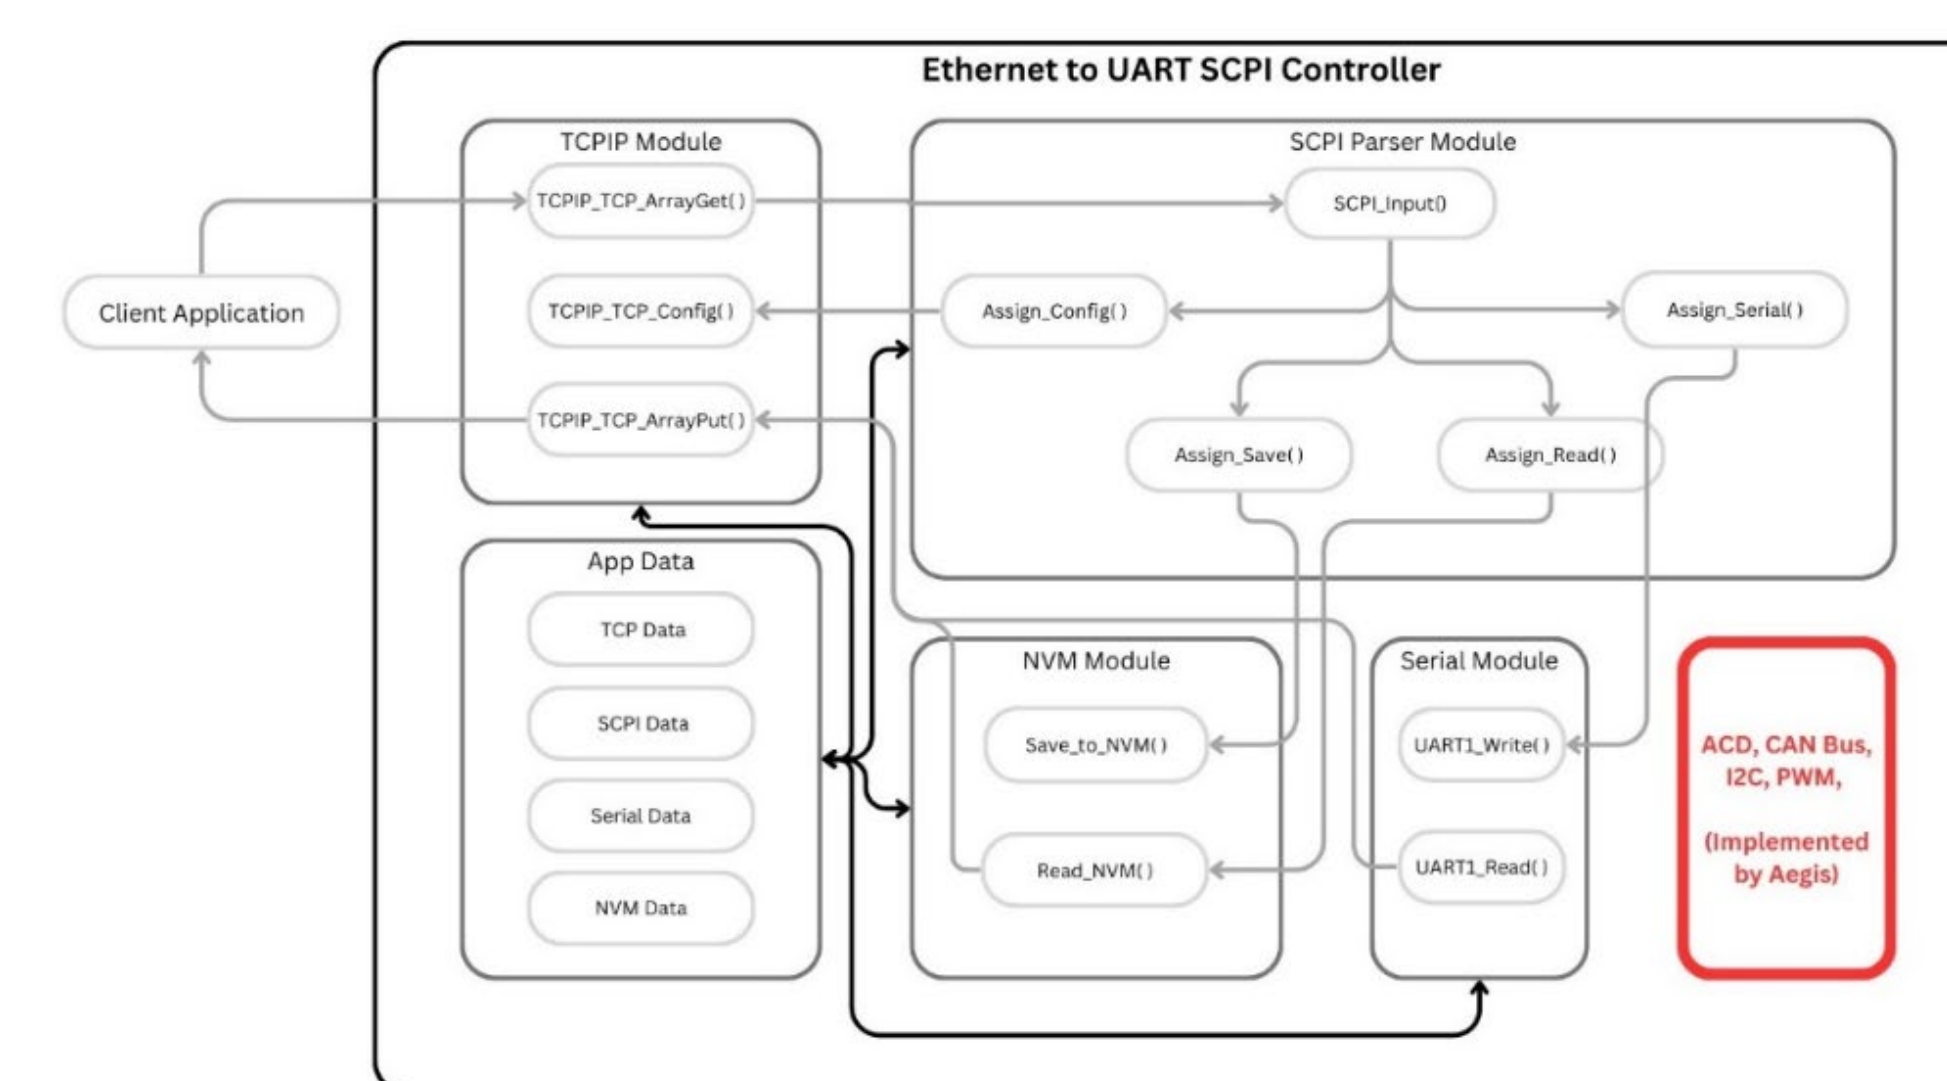 Ethernet to UART SCPI Controller
TCPIP Module
TCPIP_TCP_ArrayGet( )
TCPIP_TCP_Config( )
TCPIP_TCP_ArrayPut( )
Client Application
SCPI Parser Module
SCPI_Input()
Assign_Config( )
Assign_Serial( )
Assign_Save( )
Assign_Read( )
App Data
TCP Data
SCPI Data
Serial Data
NVM Data
NVM Module
Save_to_NVM( )
Read_NVM( )
Serial Module
UART1_Write( )
UART1_Read( )
ACD, CAN Bus,
I2C, PWM,
(Implemented
by Aegis)